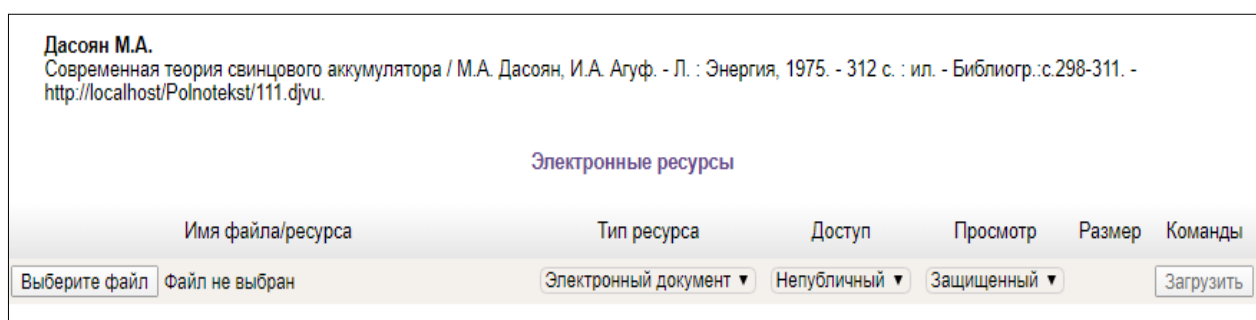 Дасоян М.А.
Современная теория свинцового аккумулятора / М.А. Дасоян, И.А. Агуф. - Л. : Энергия, 1975. - 312 с. : ил. - Библиогр.:с.298-311. -
http://localhost/Polnotekst/111.djvu.
Электронные ресурсы
Имя файла/ресурса Тип ресурса Доступ Просмотр Размер Команды
Выберите файл Файл не выбран Электронный документ ▼ Непубличный ▼ Защищенный ▼ Загрузить